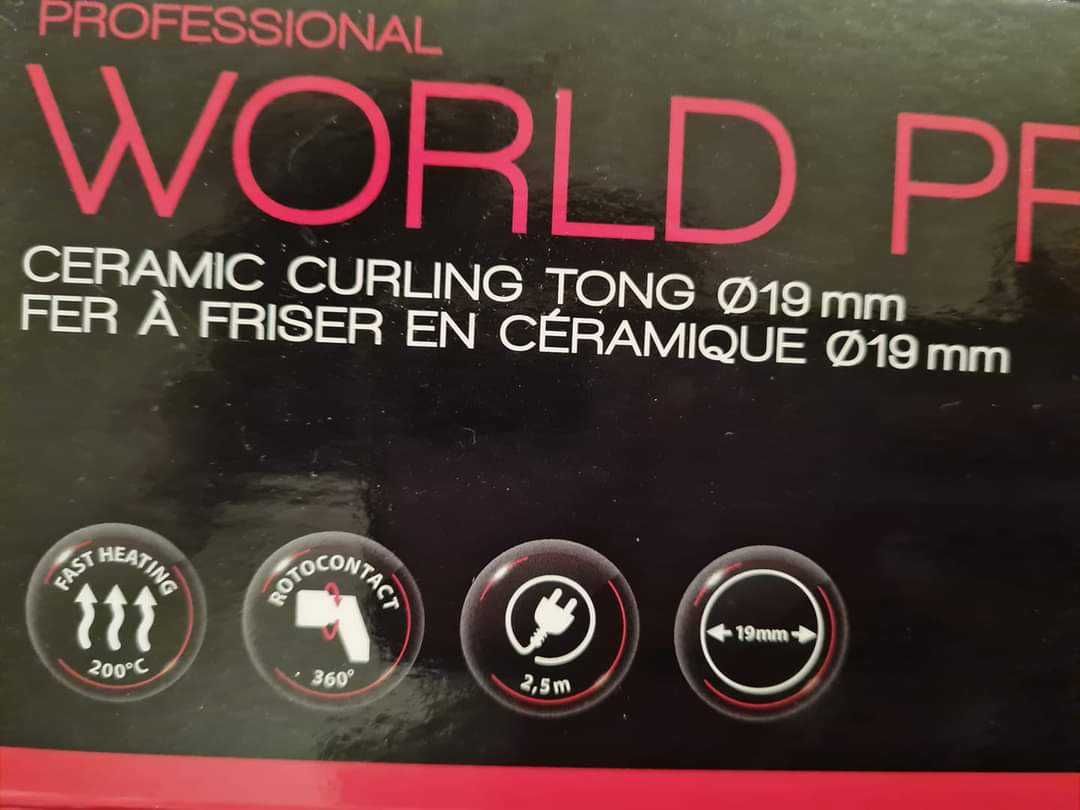 PROFESSIONAL
WORLD
CERAMIC CURLING TONG Ø19 mm
FER À FRISER EN CÉRAMIQUE Ø19 mm
FAST HEATING
200°C
ROTOCONTACT
360°
2,5 m
19mm